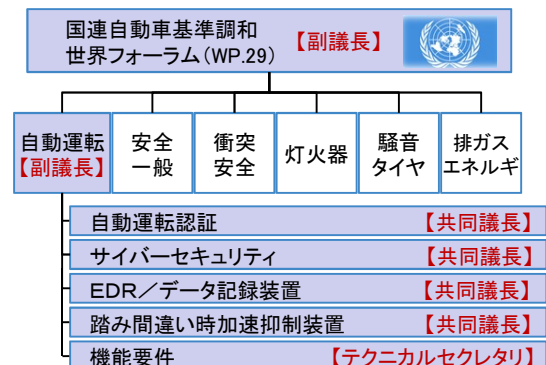 国連自動車基準調和
世界フォーラム(WP.29)
【副議長】
自動運転
【副議長】
安全
一般
衝突
安全
灯火器
騒音
タイヤ
排ガス
エネルギ
自動運転認証 【共同議長】
サイバーセキュリティ 【共同議長】
EDR/データ記録装置 【共同議長】
踏み間違い時加速抑制装置 【共同議長】
機能要件 【テクニカルセクレタリ】